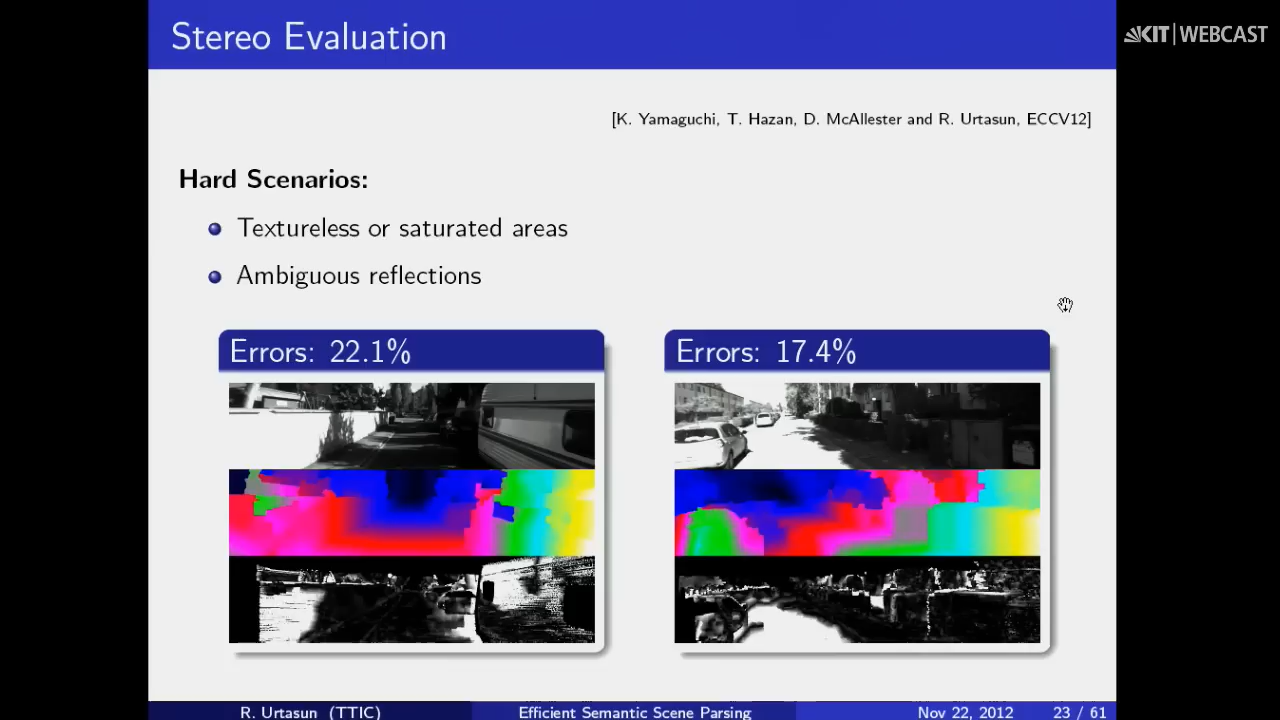 Stereo Evaluation
KIT | WEBCAST
[K. Yamaguchi, T. Hazan, D. McAllester and R. Urtasun, ECCV12]
Hard Scenarios:
Textureless or saturated areas
Ambiguous reflections
Errors: 22.1%
Errors: 17.4%
R. Urtasun (TTIC)
Efficient Semantic Scene Parsing
Nov 22, 2012
23 / 61